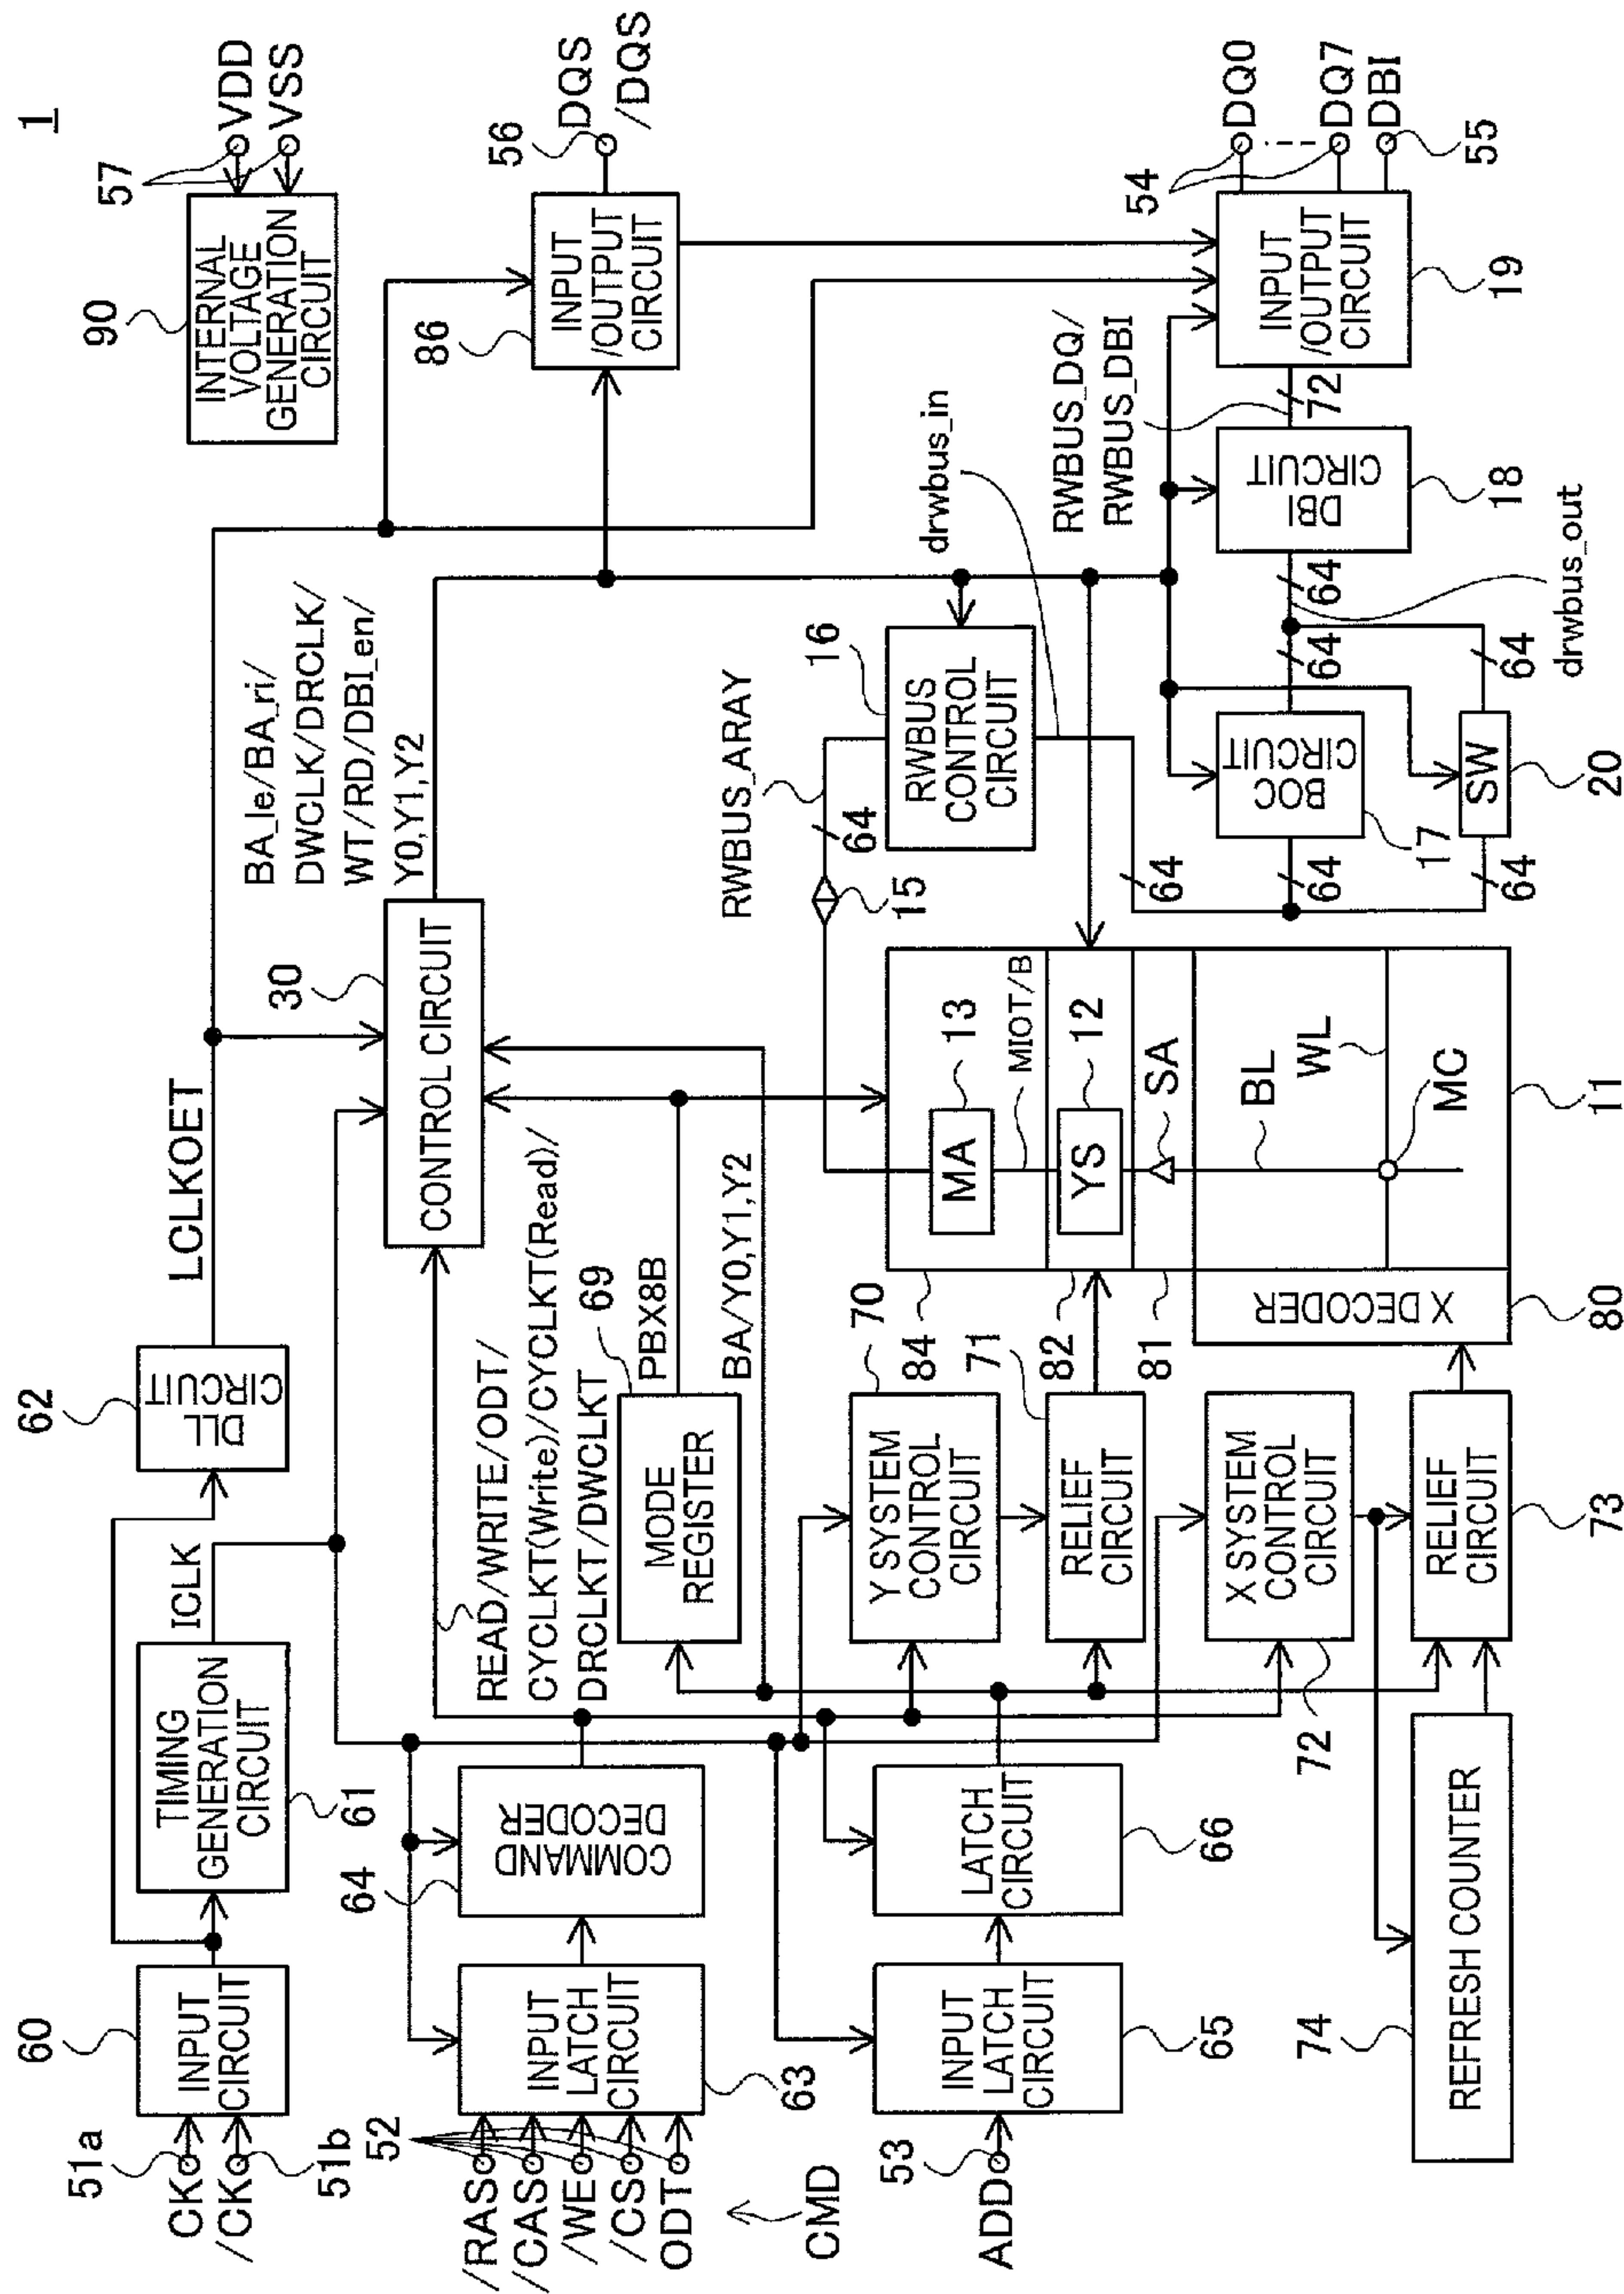 1
CK
/CK
51a
51b
60
INPUT
CIRCUIT
61
TIMING
GENERATION
CIRCUIT
ICLK
62
DLL
CIRCUIT
LCLKOET
90
INTERNAL
VOLTAGE
GENERATION
CIRCUIT
57
VDD
VSS
/RAS
/CAS
/WE
/CS
ODT
CMD
52
63
INPUT
LATCH
CIRCUIT
64
COMMAND
DECODER
READ/WRITE/ODT/
CYCLKT(Write)/CYCLKT(Read)/
DRCLKT/DWCLKT
30
CONTROL CIRCUIT
BA_le/BA_ri/
DWCLK/DRCLK/
WT/RD/DBI_en/
Y0,Y1,Y2
86
INPUT
/OUTPUT
CIRCUIT
56
DQS
/DQS
69
MODE
REGISTER
PBX8B
BA/Y0,Y1,Y2
ADD
53
65
INPUT
LATCH
CIRCUIT
66
LATCH
CIRCUIT
70
Y SYSTEM
CONTROL
CIRCUIT
71
RELIEF
CIRCUIT
72
X SYSTEM
CONTROL
CIRCUIT
73
RELIEF
CIRCUIT
74
REFRESH COUNTER
84
82
81
80
X DECODER
MA
13
MIOT/B
YS
12
SA
BL
WL
MC
11
RWBUS_ARAY
64
15
16
RWBUS
CONTROL
CIRCUIT
drwbus_in
64
64
64
BOC
CIRCUIT
17
SW
20
64
64
64
drwbus_out
DBI
CIRCUIT
18
RWBUS_DQ/
RWBUS_DBI
72
INPUT
/OUTPUT
CIRCUIT
19
54
DQ0
DQ7
DBI
55